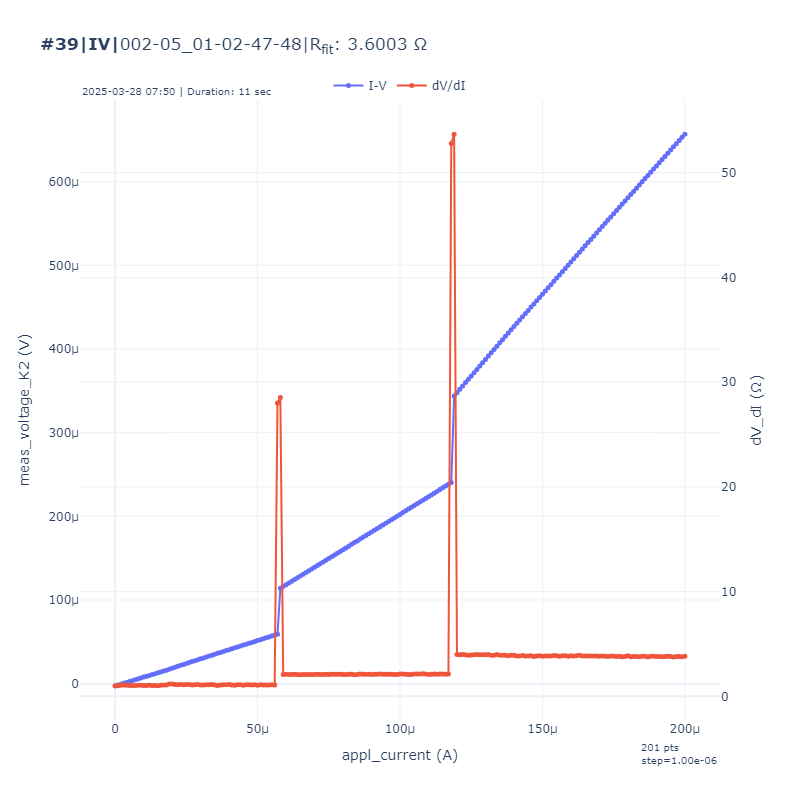 #39|IV|002-05_01-02-47-48|Rfit: 3.6003 Ω
2025-03-28 07:50 | Duration: 11 sec
I-V
dV/dI
600μ
500μ
400μ
300μ
200μ
100μ
0
meas_voltage_K2 (V)
50
40
30
20
10
0
dV_dI (Ω)
0
50μ
100μ
150μ
200μ
appl_current (A)
201 pts
step=1.00e-06